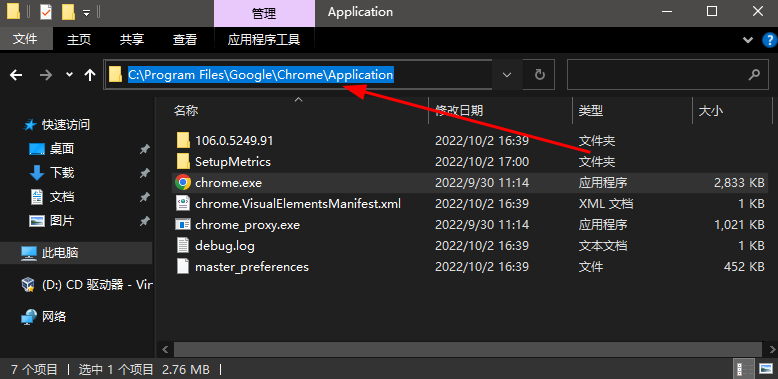 管理
Application
文件
主页
共享
查看
应用程序工具
C:\Program Files\Google\Chrome\Application
名称 修改日期 类型 大小
快速访问
桌面
下载
文档
图片
此电脑
(D:) CD 驱动器 - Virt
网络
106.0.5249.91 2022/10/2 16:39 文件夹
SetupMetrics 2022/10/2 17:00 文件夹
chrome.exe 2022/9/30 11:14 应用程序 2,833 KB
chrome.VisualElementsManifest.xml 2022/10/2 16:39 XML 文档 1 KB
chrome_proxy.exe 2022/9/30 11:14 应用程序 1,021 KB
debug.log 2022/10/2 16:39 文本文档 1 KB
master_preferences 2022/10/2 16:39 文件 452 KB
7 个项目 选中 1 个项目 2.76 MB